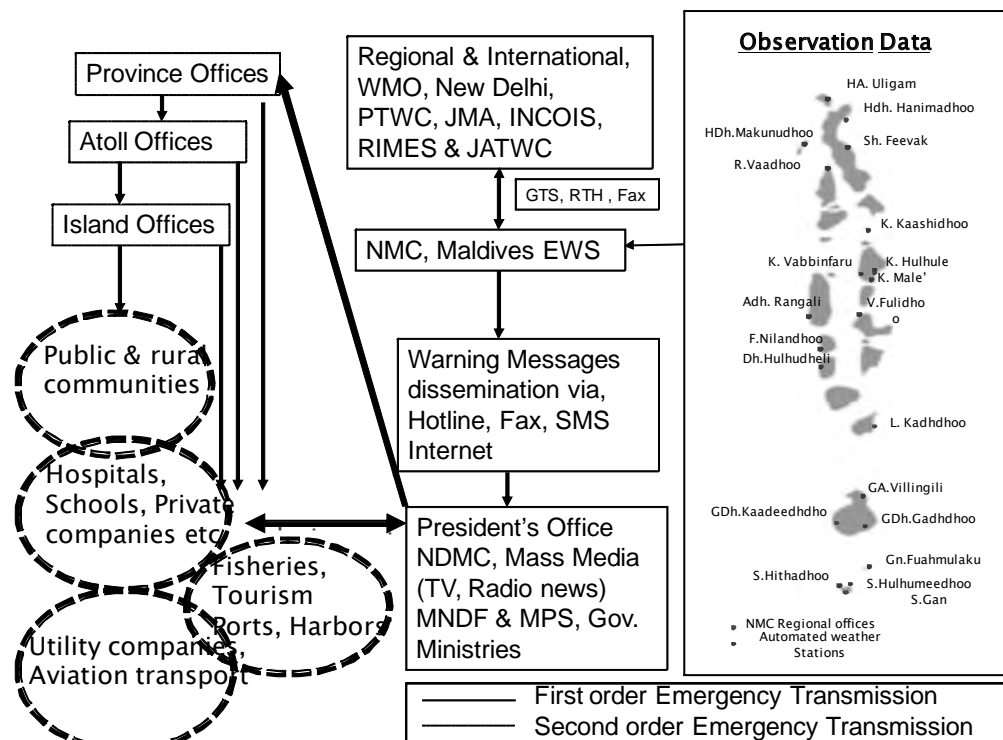 Province Offices
Atoll Offices
Island Offices
Public & rural
communities
Hospitals,
Schools, Private
companies etc
Fisheries,
Tourism
Ports, Harbors
Utility companies,
Aviation transport
Regional & International,
WMO, New Delhi,
PTWC, JMA, INCOIS,
RIMES & JATWC
GTS, RTH , Fax
NMC, Maldives EWS
Warning Messages
dissemination via,
Hotline, Fax, SMS
Internet
President's Office
NDMC, Mass Media
(TV, Radio news)
MNDF & MPS, Gov.
Ministries
Observation Data
HA. Uligam
Hdh. Hanimadhoo
HDh.Makunudhoo
Sh. Feevak
R.Vaadhoo
K. Kaashidhoo
K. Vabbinfaru
K. Hulhule
K. Male'
Adh. Rangali
V.Fulidho
o
F.Nilandhoo
Dh.Hulhudheli
L. Kadhdhoo
GA.Villingili
GDh.Kaadeedhdho
GDh.Gadhdhoo
Gn.Fuahmulaku
S.Hithadhoo
S.Hulhumeedhoo
S.Gan
NMC Regional offices
Automated weather
Stations
First order Emergency Transmission
Second order Emergency Transmission